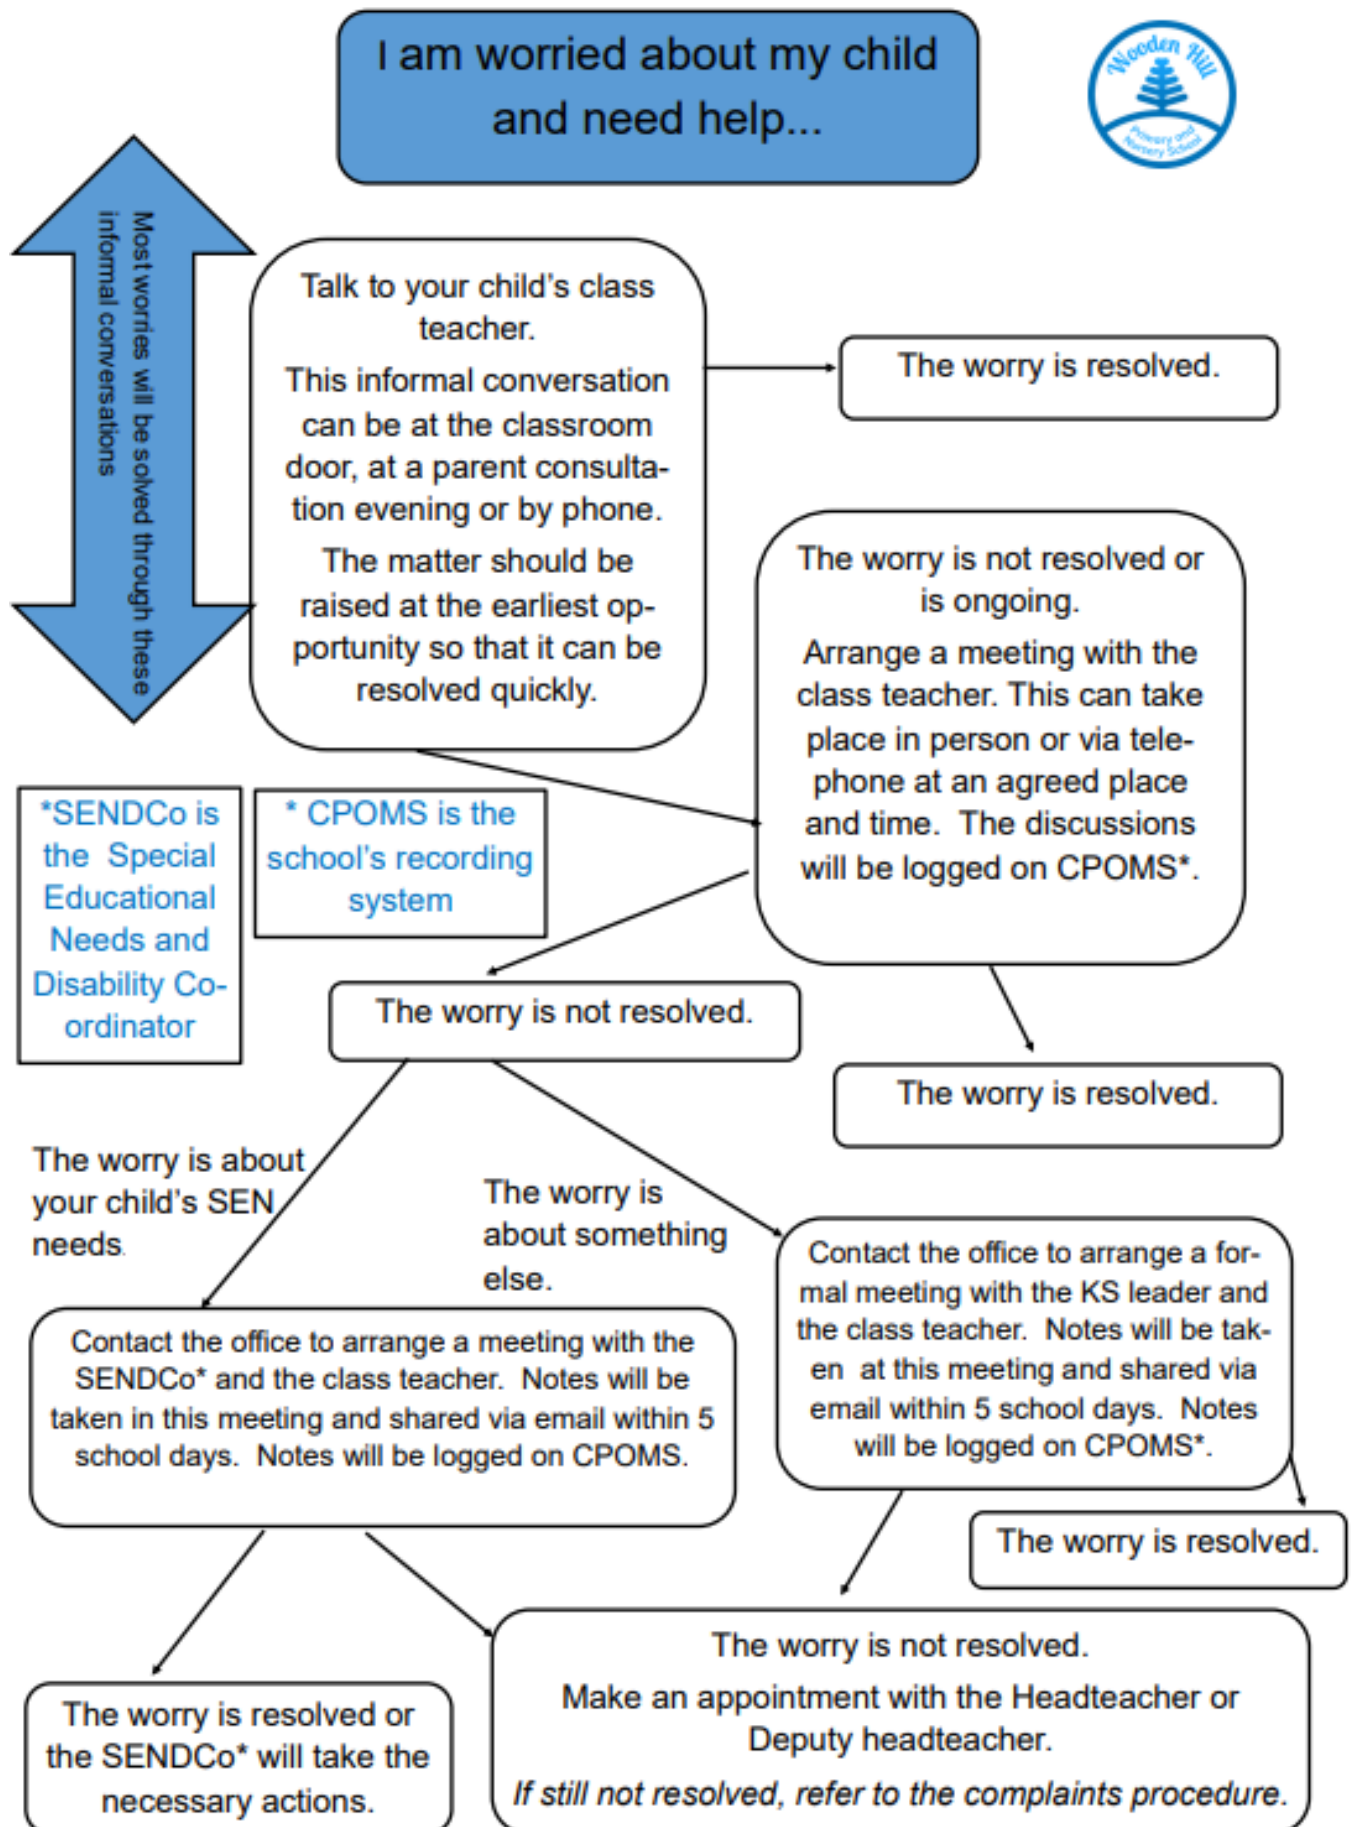 I am worried about my child
and need help...
Wooden Hill
Primary and
Nursery School
Most worries will be solved through these
informal conversations
Talk to your child’s class
teacher.
This informal conversation
can be at the classroom
door, at a parent consulta-
tion evening or by phone.
The matter should be
raised at the earliest op-
portunity so that it can be
resolved quickly.
The worry is resolved.
The worry is not resolved or
is ongoing.
Arrange a meeting with the
class teacher. This can take
place in person or via tele-
phone at an agreed place
and time.  The discussions
will be logged on CPOMS*.
*SENDCo is
the  Special
Educational
Needs and
Disability Co-
ordinator
* CPOMS is the
school’s recording
system
The worry is not resolved.
The worry is resolved.
The worry is about
your child’s SEN
needs.
The worry is
about something
else.
Contact the office to arrange a for-
mal meeting with the KS leader and
the class teacher.  Notes will be tak-
en  at this meeting and shared via
email within 5 school days.  Notes
will be logged on CPOMS*.
Contact the office to arrange a meeting with the
SENDCo* and the class teacher.  Notes will be
taken in this meeting and shared via email within 5
school days.  Notes will be logged on CPOMS.
The worry is resolved.
The worry is not resolved.
Make an appointment with the Headteacher or
Deputy headteacher.
If still not resolved, refer to the complaints procedure.
The worry is resolved or
the SENDCo* will take the
necessary actions.